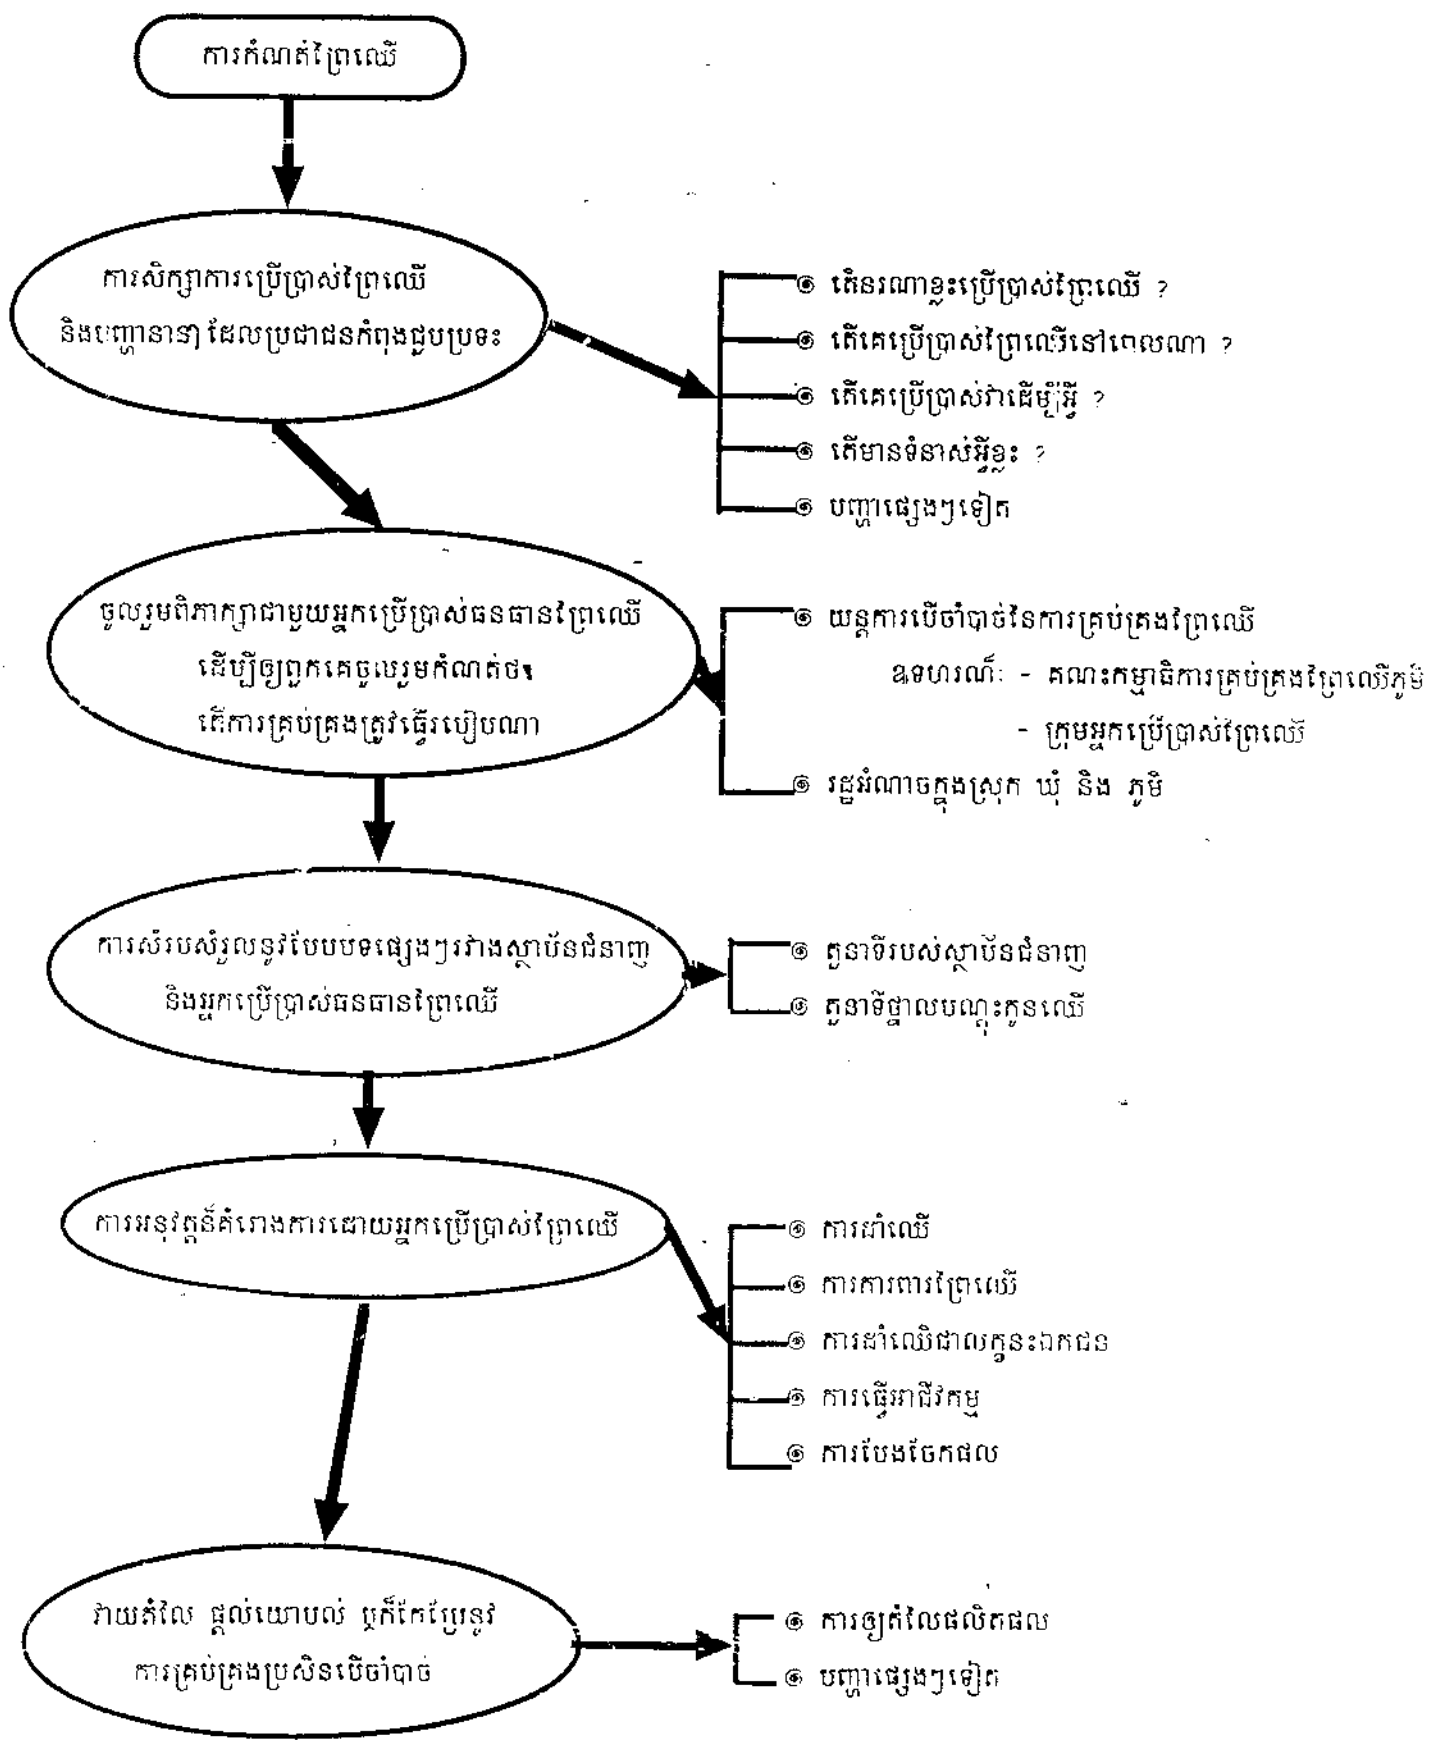 ការកំណត់ព្រៃឈើ
ការសិក្សាការប្រើប្រាស់ព្រៃឈើ
និងបញ្ហានានា ដែលប្រជាជនកំពុងជួបប្រទះ
៙ តើនរណាខ្លះប្រើប្រាស់ព្រៃឈើ ?
៙ តើគេប្រើប្រាស់ព្រៃឈើនៅពេលណា ?
៙ តើគេប្រើប្រាស់វាដើម្បីអ្វី ?
៙ តើមានទំនាស់អ្វីខ្លះ ?
៙ បញ្ហាផ្សេងៗទៀត
ចូលរួមពិភាក្សាជាមួយអ្នកប្រើប្រាស់ធនធានព្រៃឈើ
ដើម្បីឲ្យពួកគេចូលរួមកំណត់ថា
តើការគ្រប់គ្រងត្រូវធ្វើរបៀបណា
៙ យន្តការបើចាំបាច់នៃការគ្រប់គ្រងព្រៃឈើ
ឧទហរណ៍: - គណះកម្មាធិការគ្រប់គ្រងព្រៃឈើភូមិ
- ក្រុមអ្នកប្រើប្រាស់ព្រៃឈើ
៙ រដ្ឋអំណាចក្នុងស្រុក ឃុំ និង ភូមិ
ការសំរបសំរួលនូវបែបបទផ្សេងៗរវាងស្ថាប័នជំនាញ
និងអ្នកប្រើប្រាស់ធនធានព្រៃឈើ
៙ តួនាទីរបស់ស្ថាប័នជំនាញ
៙ តួនាទីថ្នាលបណ្តុះកូនឈើ
ការអនុវត្តន៏គំរោងការដោយអ្នកប្រើប្រាស់ព្រៃឈើ
៙ ការដាំឈើ
៙ ការការពារព្រៃឈើ
៙ ការដាំឈើជាលក្ខនះឯកជន
៙ ការធ្វើអាជីវកម្ម
៙ ការបែងចែកផល
វាយតំលៃ ផ្តល់យោបល់ ឬក៏កែប្រែនូវ
ការគ្រប់គ្រងប្រសិនបើចាំបាច់
៙ ការឲ្យតំលៃផលិតផល
៙ បញ្ហាផ្សេងៗទៀត